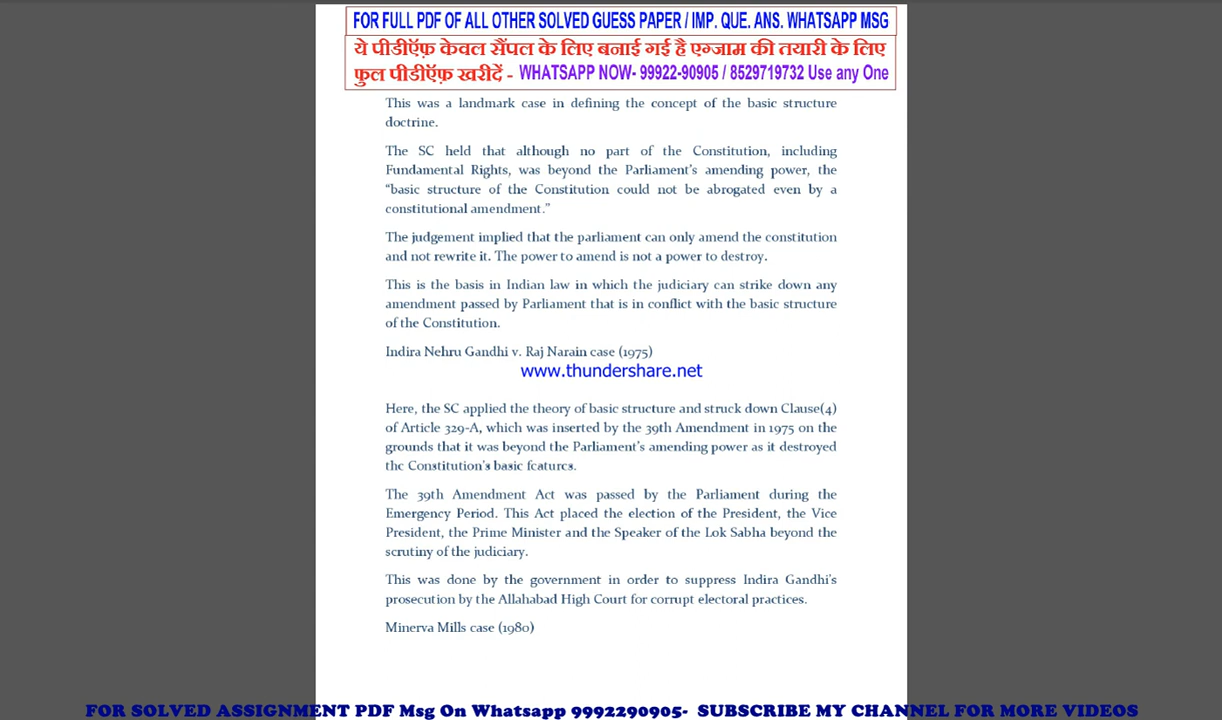 FOR FULL PDF OF ALL OTHER SOLVED GUESS PAPER / IMP. QUE. ANS. WHATSAPP MSG
ये पीडीऍफ़ केवल सैंपल के लिए बनाई गई है एग्जाम की तयारी के लिए
फुल पीडीऍफ़ खरीदें - WHATSAPP NOW- 99922-90905 / 8529719732 Use any One
This was a landmark case in defining the concept of the basic structure
doctrine.
The SC held that although no part of the Constitution, including
Fundamental Rights, was beyond the Parliament's amending power, the
“basic structure of the Constitution could not be abrogated even by a
constitutional amendment.”
The judgement implied that the parliament can only amend the constitution
and not rewrite it. The power to amend is not a power to destroy.
This is the basis in Indian law in which the judiciary can strike down any
amendment passed by Parliament that is in conflict with the basic structure
of the Constitution.
Indira Nehru Gandhi v. Raj Narain case (1975)
www.thundershare.net
Here, the SC applied the theory of basic structure and struck down Clause(4)
of Article 329-A, which was inserted by the 39th Amendment in 1975 on the
grounds that it was beyond the Parliament's amending power as it destroyed
the Constitution's basic features.
The 39th Amendment Act was passed by the Parliament during the
Emergency Period. This Act placed the election of the President, the Vice
President, the Prime Minister and the Speaker of the Lok Sabha beyond the
scrutiny of the judiciary.
This was done by the government in order to suppress Indira Gandhi's
prosecution by the Allahabad High Court for corrupt electoral practices.
Minerva Mills case (1980)
FOR SOLVED ASSIGNMENT PDF Msg On Whatsapp 9992290905- SUBSCRIBE MY CHANNEL FOR MORE VIDEOS